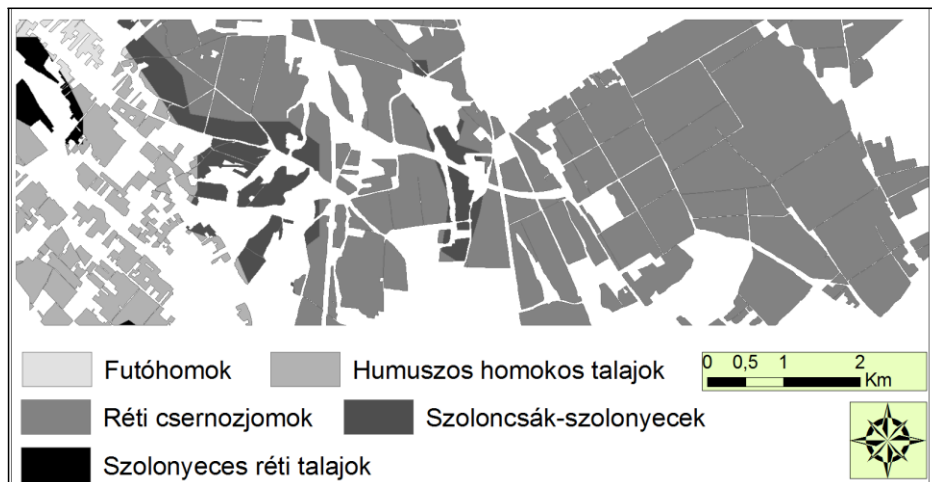 Futóhomok
Humuszos homokos talajok
0 0,5 1 2
Km
Réti csernozjomok
Szoloncsák-szolonyecek
Szolonyeces réti talajok